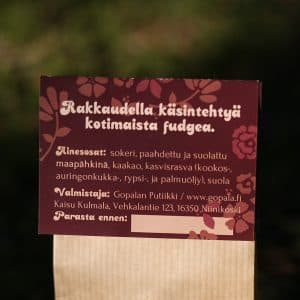 Rakkaudella käsintehtyä
kotimaista fudgea.
Ainesosat: sokeri, paahdettu ja suolattu
maapähkinä, kaakao, kasvisrasva (kookos-,
auringonkukka-, rypsi- ja palmuöljy), suola
Valmistaja: Gopalan Putiikki / www.gopala.fi
Kaisu Kulmala, Vehkalantie 123, 16350 Niinikoski
Parasta ennen: